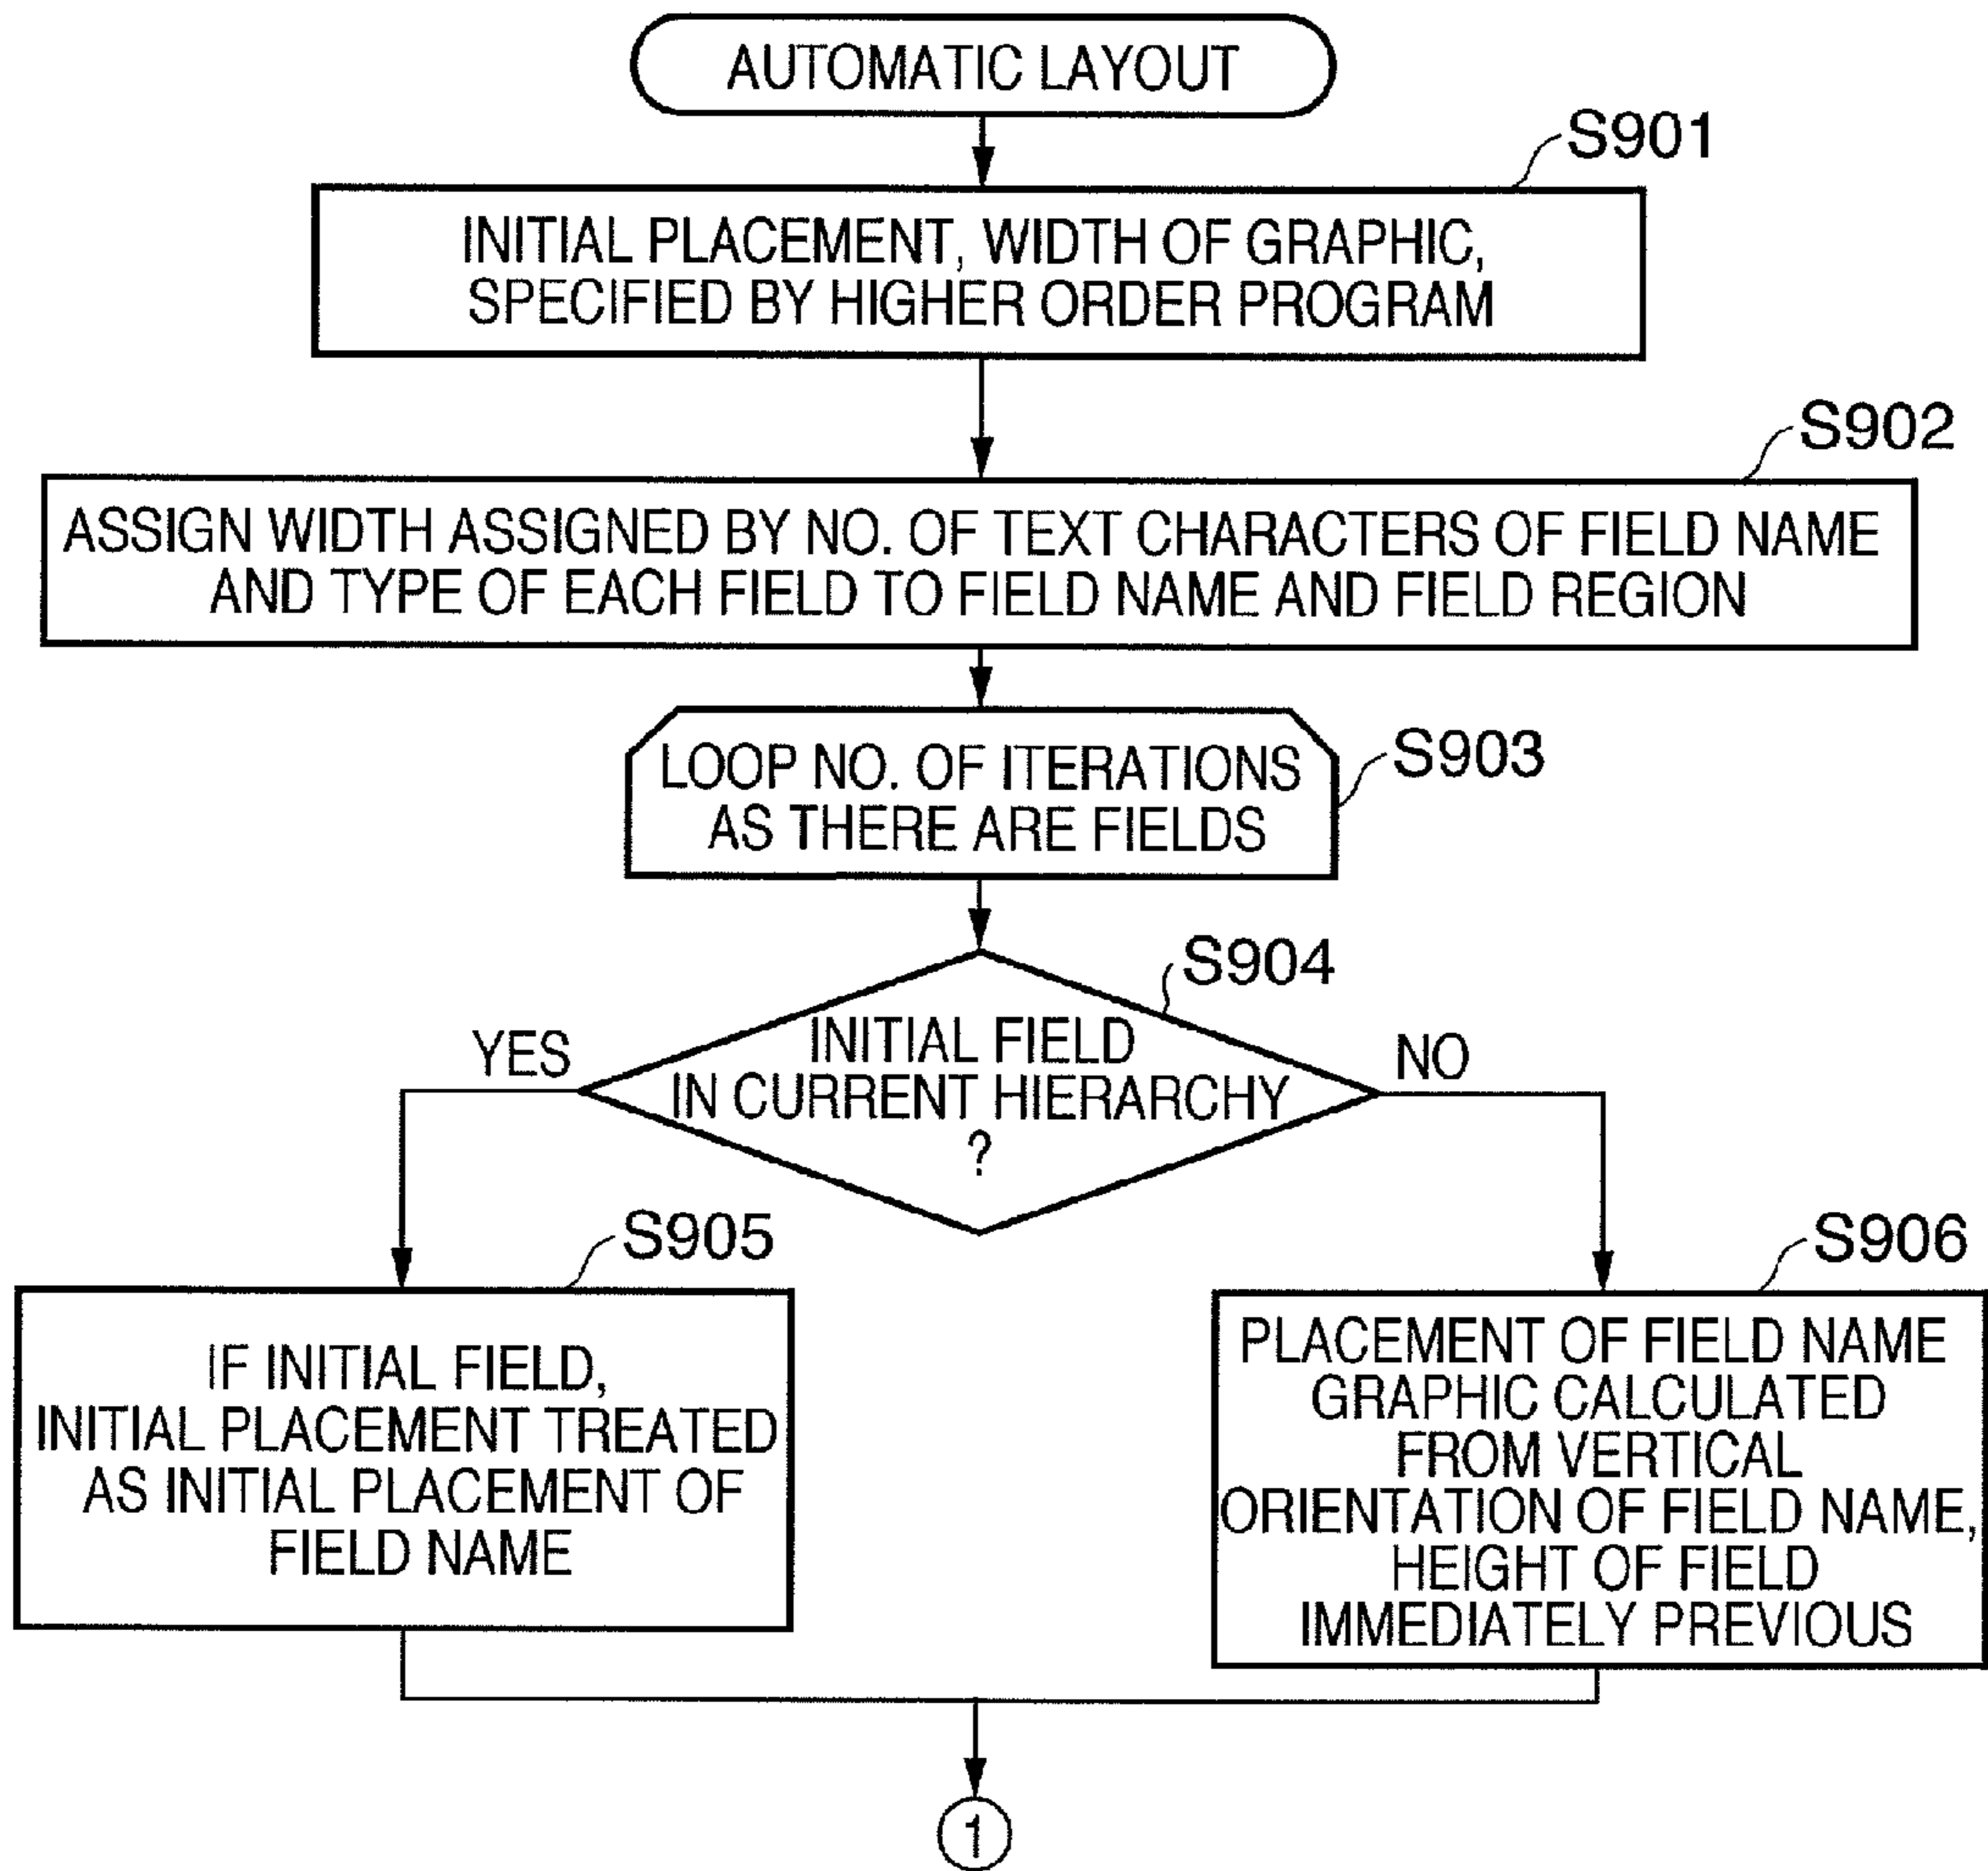 AUTOMATIC LAYOUT
S901
INITIAL PLACEMENT, WIDTH OF GRAPHIC,
SPECIFIED BY HIGHER ORDER PROGRAM
S902
ASSIGN WIDTH ASSIGNED BY NO. OF TEXT CHARACTERS OF FIELD NAME
AND TYPE OF EACH FIELD TO FIELD NAME AND FIELD REGION
S903
LOOP NO. OF ITERATIONS
AS THERE ARE FIELDS
S904
INITIAL FIELD
IN CURRENT HIERARCHY
?
YES
NO
S905
IF INITIAL FIELD,
INITIAL PLACEMENT TREATED
AS INITIAL PLACEMENT OF
FIELD NAME
S906
PLACEMENT OF FIELD NAME
GRAPHIC CALCULATED
FROM VERTICAL
ORIENTATION OF FIELD NAME,
HEIGHT OF FIELD
IMMEDIATELY PREVIOUS
1